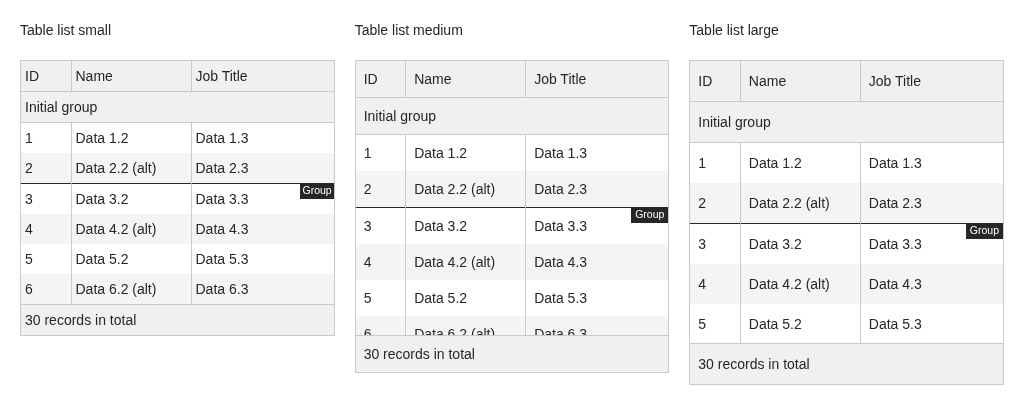 Table list small
ID Name Job Title
Initial group
1 Data 1.2 Data 1.3
2 Data 2.2 (alt) Data 2.3
Group
3 Data 3.2 Data 3.3
4 Data 4.2 (alt) Data 4.3
5 Data 5.2 Data 5.3
6 Data 6.2 (alt) Data 6.3
30 records in total
Table list medium
ID Name Job Title
Initial group
1 Data 1.2 Data 1.3
2 Data 2.2 (alt) Data 2.3
Group
3 Data 3.2 Data 3.3
4 Data 4.2 (alt) Data 4.3
5 Data 5.2 Data 5.3
6 Data 6.2 (alt) Data 6.3
30 records in total
Table list large
ID Name Job Title
Initial group
1 Data 1.2 Data 1.3
2 Data 2.2 (alt) Data 2.3
Group
3 Data 3.2 Data 3.3
4 Data 4.2 (alt) Data 4.3
5 Data 5.2 Data 5.3
30 records in total